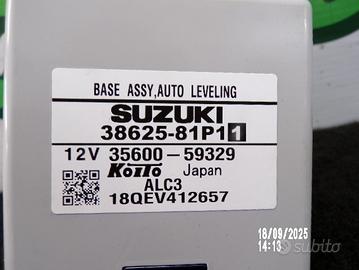 BASE ASSY,AUTO LEVELING
SUZUKI
38625-81P11
12V 35600-59329
KOITO Japan
ALC3
18QEV412657
18/09/2025
14:13
subito